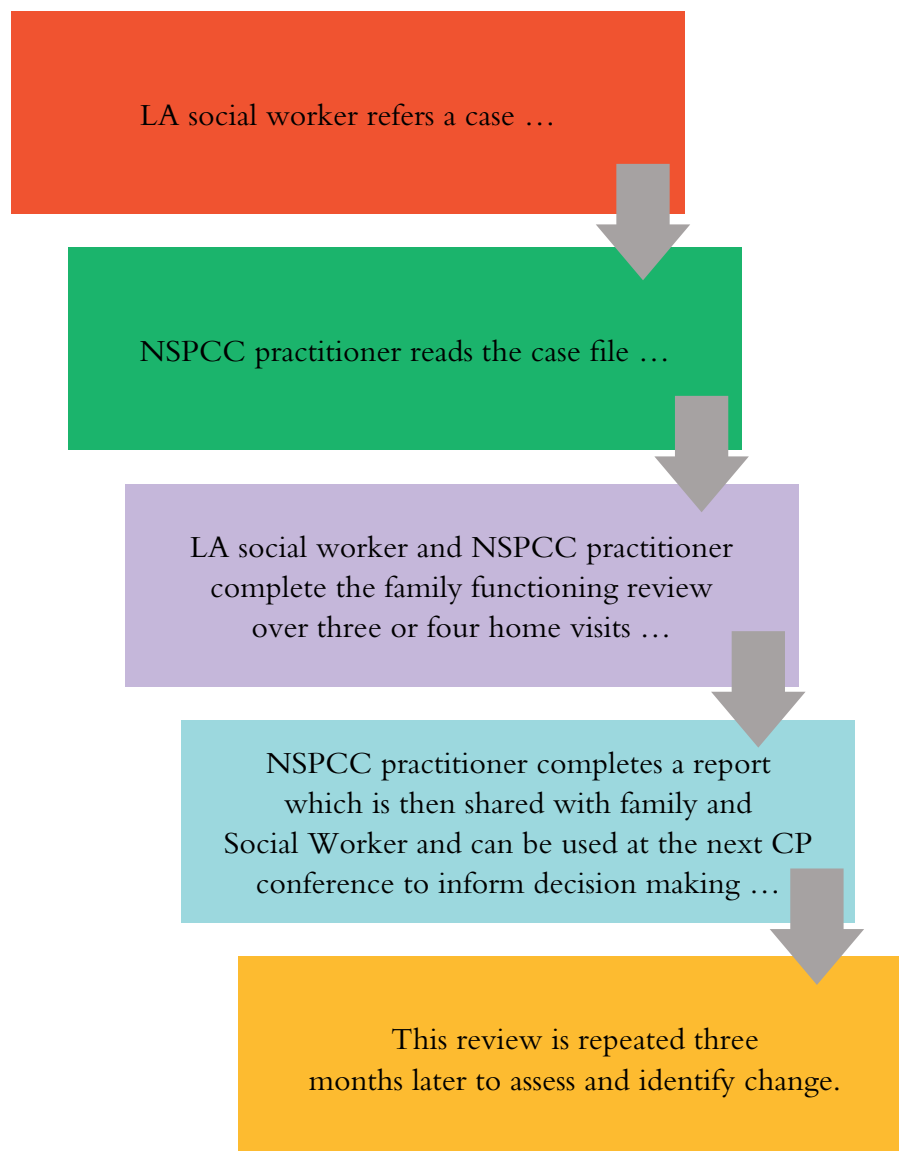 LA social worker refers a case …
NSPCC practitioner reads the case file …
LA social worker and NSPCC practitioner
complete the family functioning review
over three or four home visits …
NSPCC practitioner completes a report
which is then shared with family and
Social Worker and can be used at the next CP
conference to inform decision making …
This review is repeated three
months later to assess and identify change.